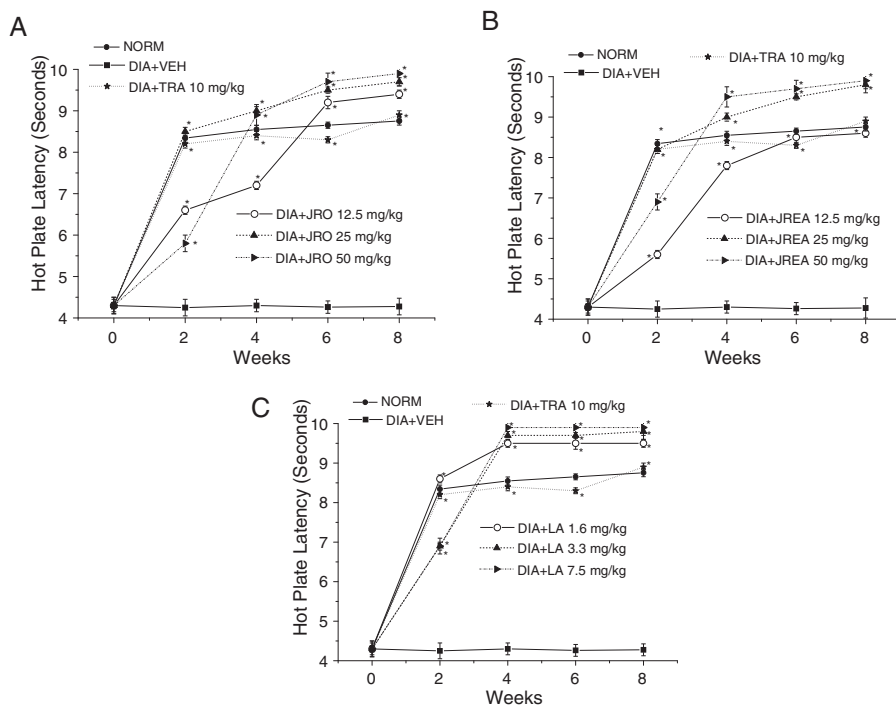 A
NORM
DIA+VEH
DIA+TRA 10 mg/kg
Hot Plate Latency (Seconds)
10
9
8
7
6
5
4
DIA+JRO 12.5 mg/kg
DIA+JRO 25 mg/kg
DIA+JRO 50 mg/kg
0 2 4 6 8
Weeks
B
NORM
DIA+TRA 10 mg/kg
DIA+VEH
Hot Plate Latency (Seconds)
10
9
8
7
6
5
4
DIA+JREA 12.5 mg/kg
DIA+JREA 25 mg/kg
DIA+JREA 50 mg/kg
0 2 4 6 8
Weeks
C
NORM
DIA+TRA 10 mg/kg
DIA+VEH
Hot Plate Latency (Seconds)
10
9
8
7
6
5
4
DIA+LA 1.6 mg/kg
DIA+LA 3.3 mg/kg
DIA+LA 7.5 mg/kg
0 2 4 6 8
Weeks